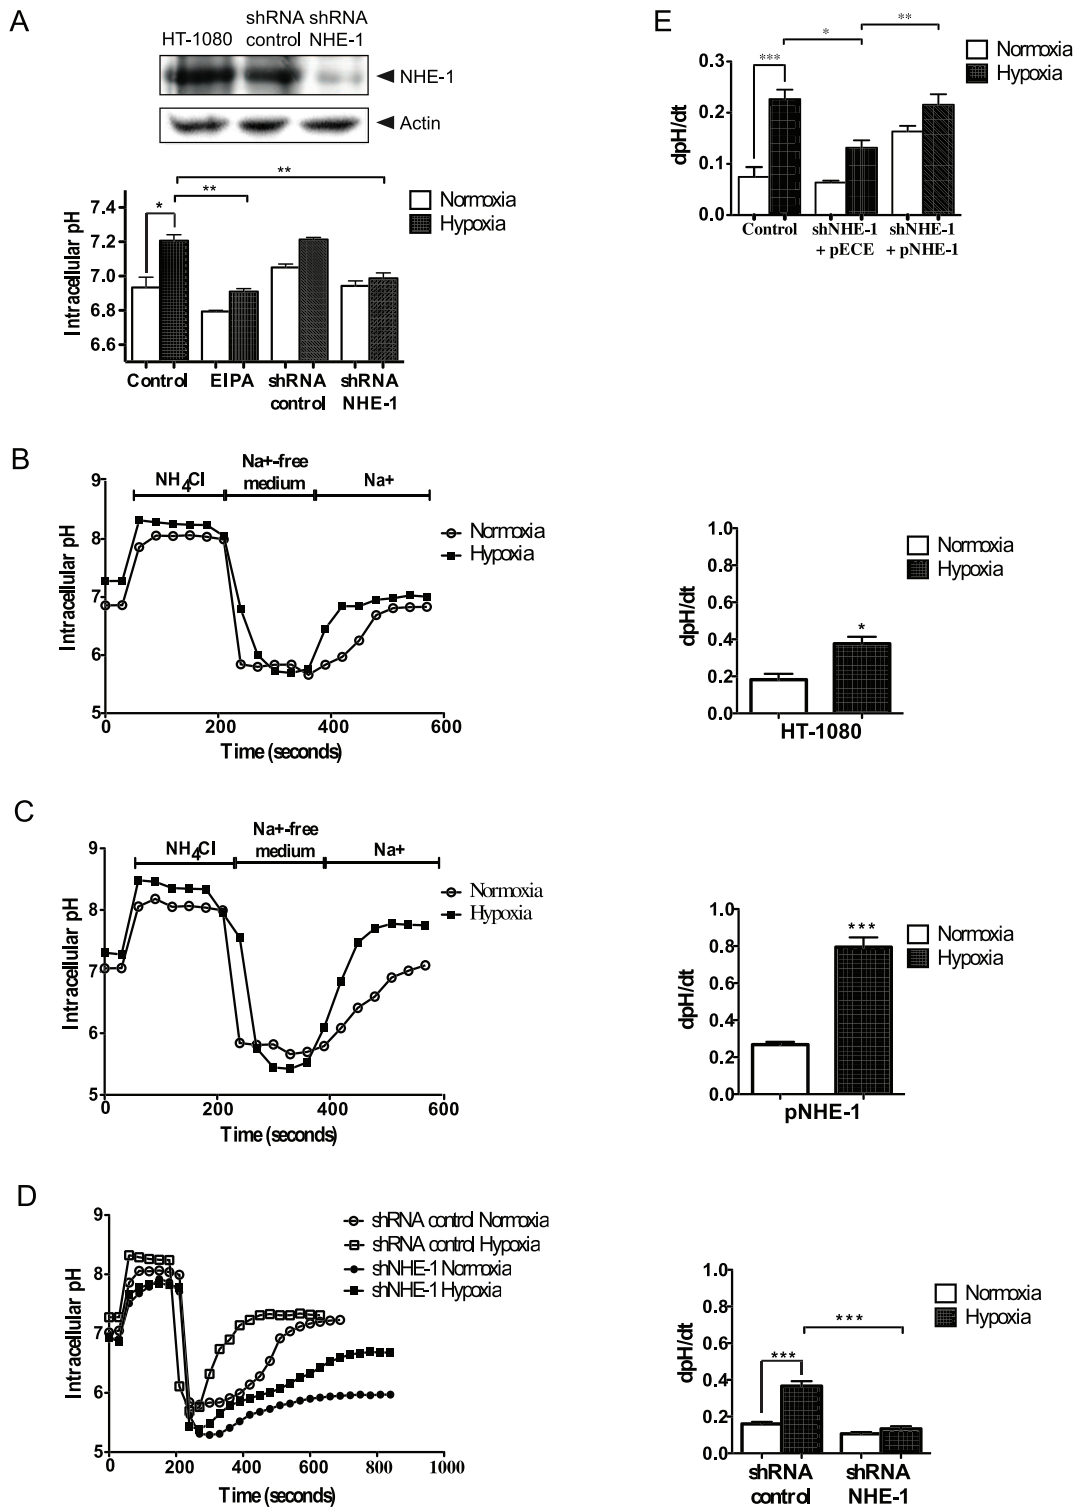 A
HT-1080
shRNA control
shRNA NHE-1
NHE-1
Actin
Intracellular pH
7.4
7.2
7.0
6.8
6.6
*
**
**
Normoxia
Hypoxia
Control
EIPA
shRNA control
shRNA NHE-1
E
dpH/dt
0.3
0.2
0.1
0.0
***
*
**
Normoxia
Hypoxia
Control
shNHE-1 + pECE
shNHE-1 + pNHE-1
B
Intracellular pH
9
8
7
6
5
NH4Cl
Na+-free medium
Na+
Normoxia
Hypoxia
0
200
400
600
Time (seconds)
dpH/dt
1.0
0.8
0.6
0.4
0.2
0.0
*
Normoxia
Hypoxia
HT-1080
C
Intracellular pH
9
8
7
6
5
NH4Cl
Na+-free medium
Na+
Normoxia
Hypoxia
0
200
400
600
Time (seconds)
dpH/dt
1.0
0.8
0.6
0.4
0.2
0.0
***
Normoxia
Hypoxia
pNHE-1
D
Intracellular pH
9
8
7
6
5
shRNA control Normoxia
shRNA control Hypoxia
shNHE-1 Normoxia
shNHE-1 Hypoxia
0
200
400
600
800
1000
Time (seconds)
dpH/dt
1.0
0.8
0.6
0.4
0.2
0.0
***
***
Normoxia
Hypoxia
shRNA control
shRNA NHE-1